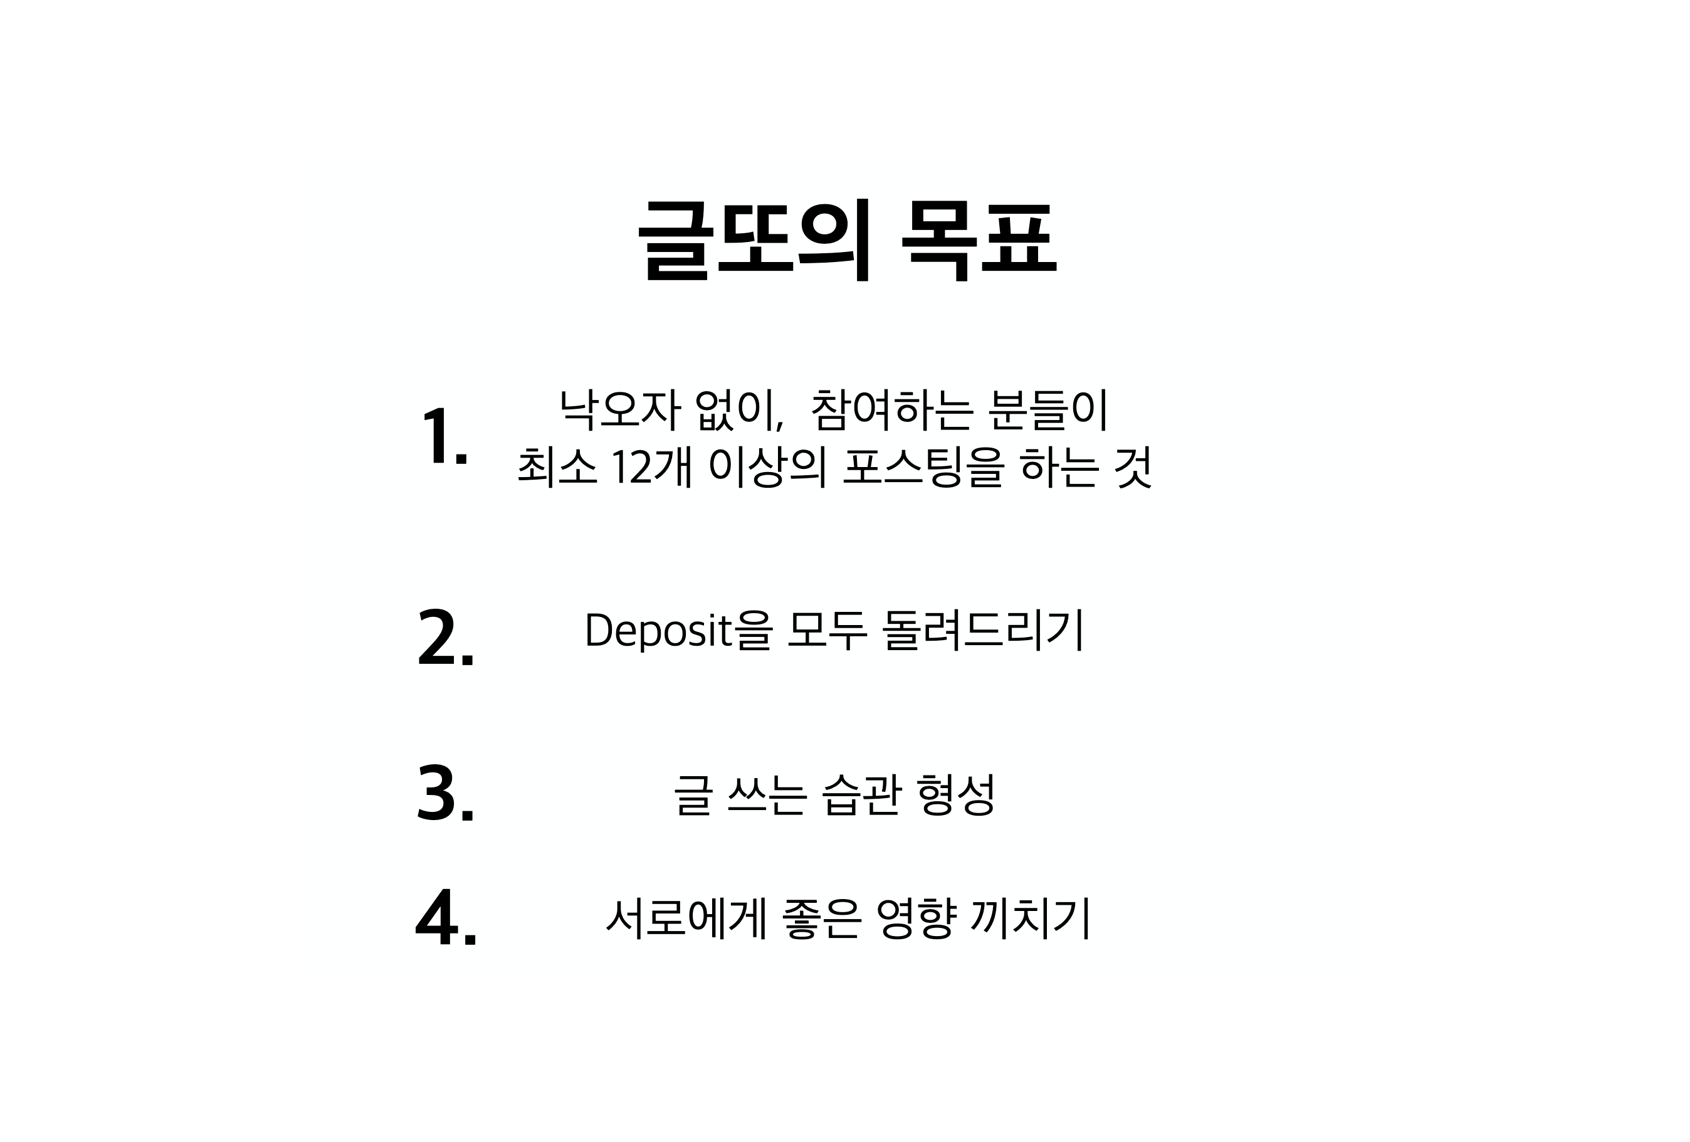 글또의 목표
1. 낙오자 없이, 참여하는 분들이
최소 12개 이상의 포스팅을 하는 것
2. Deposit을 모두 돌려드리기
3. 글 쓰는 습관 형성
4. 서로에게 좋은 영향 끼치기